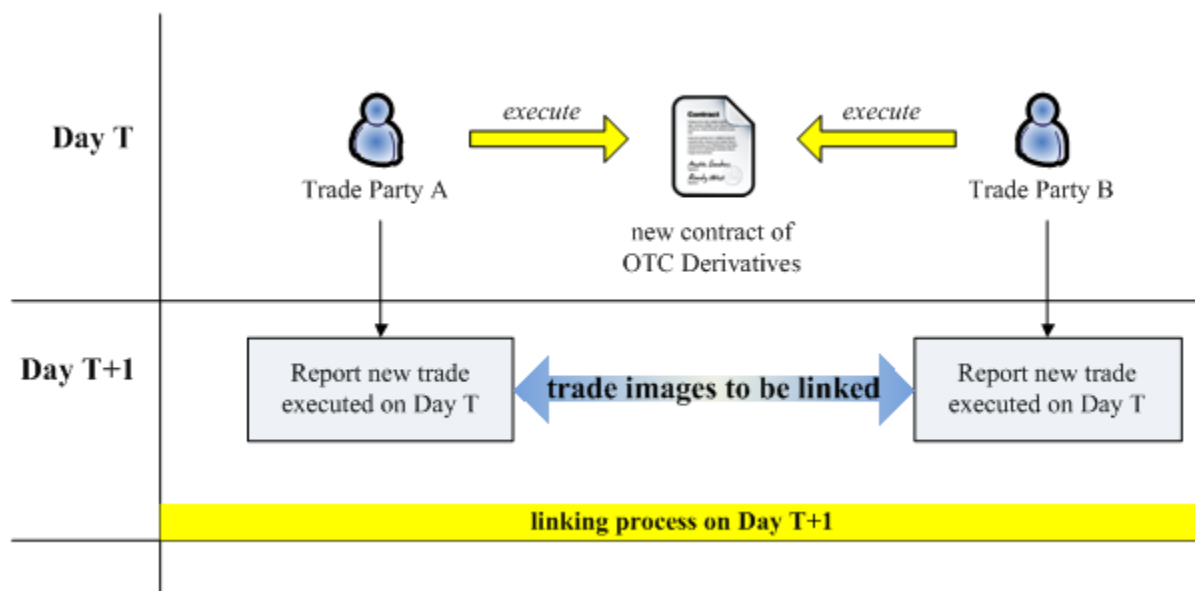 Day T
execute
execute
Contract
Trade Party A
Trade Party B
new contract of
OTC Derivatives
Day T+1
Report new trade
executed on Day T
trade images to be linked
Report new trade
executed on Day T
linking process on Day T+1